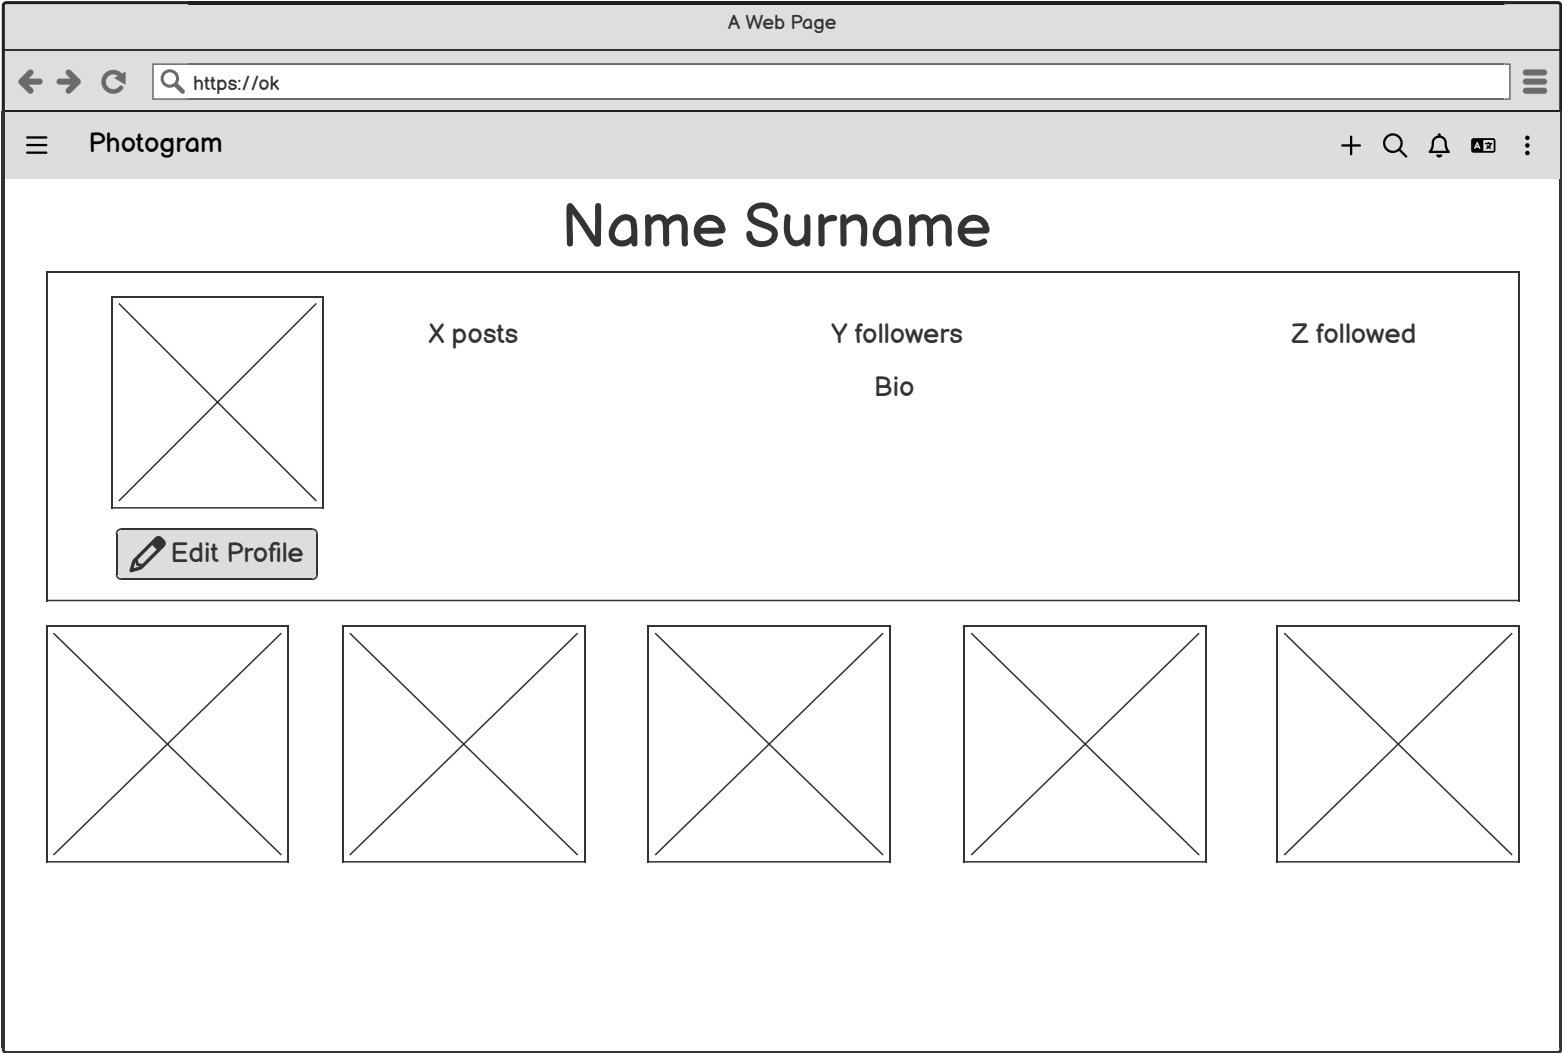 A Web Page
https://ok
Photogram
Name Surname
X posts
Y followers
Z followed
Bio
Edit Profile